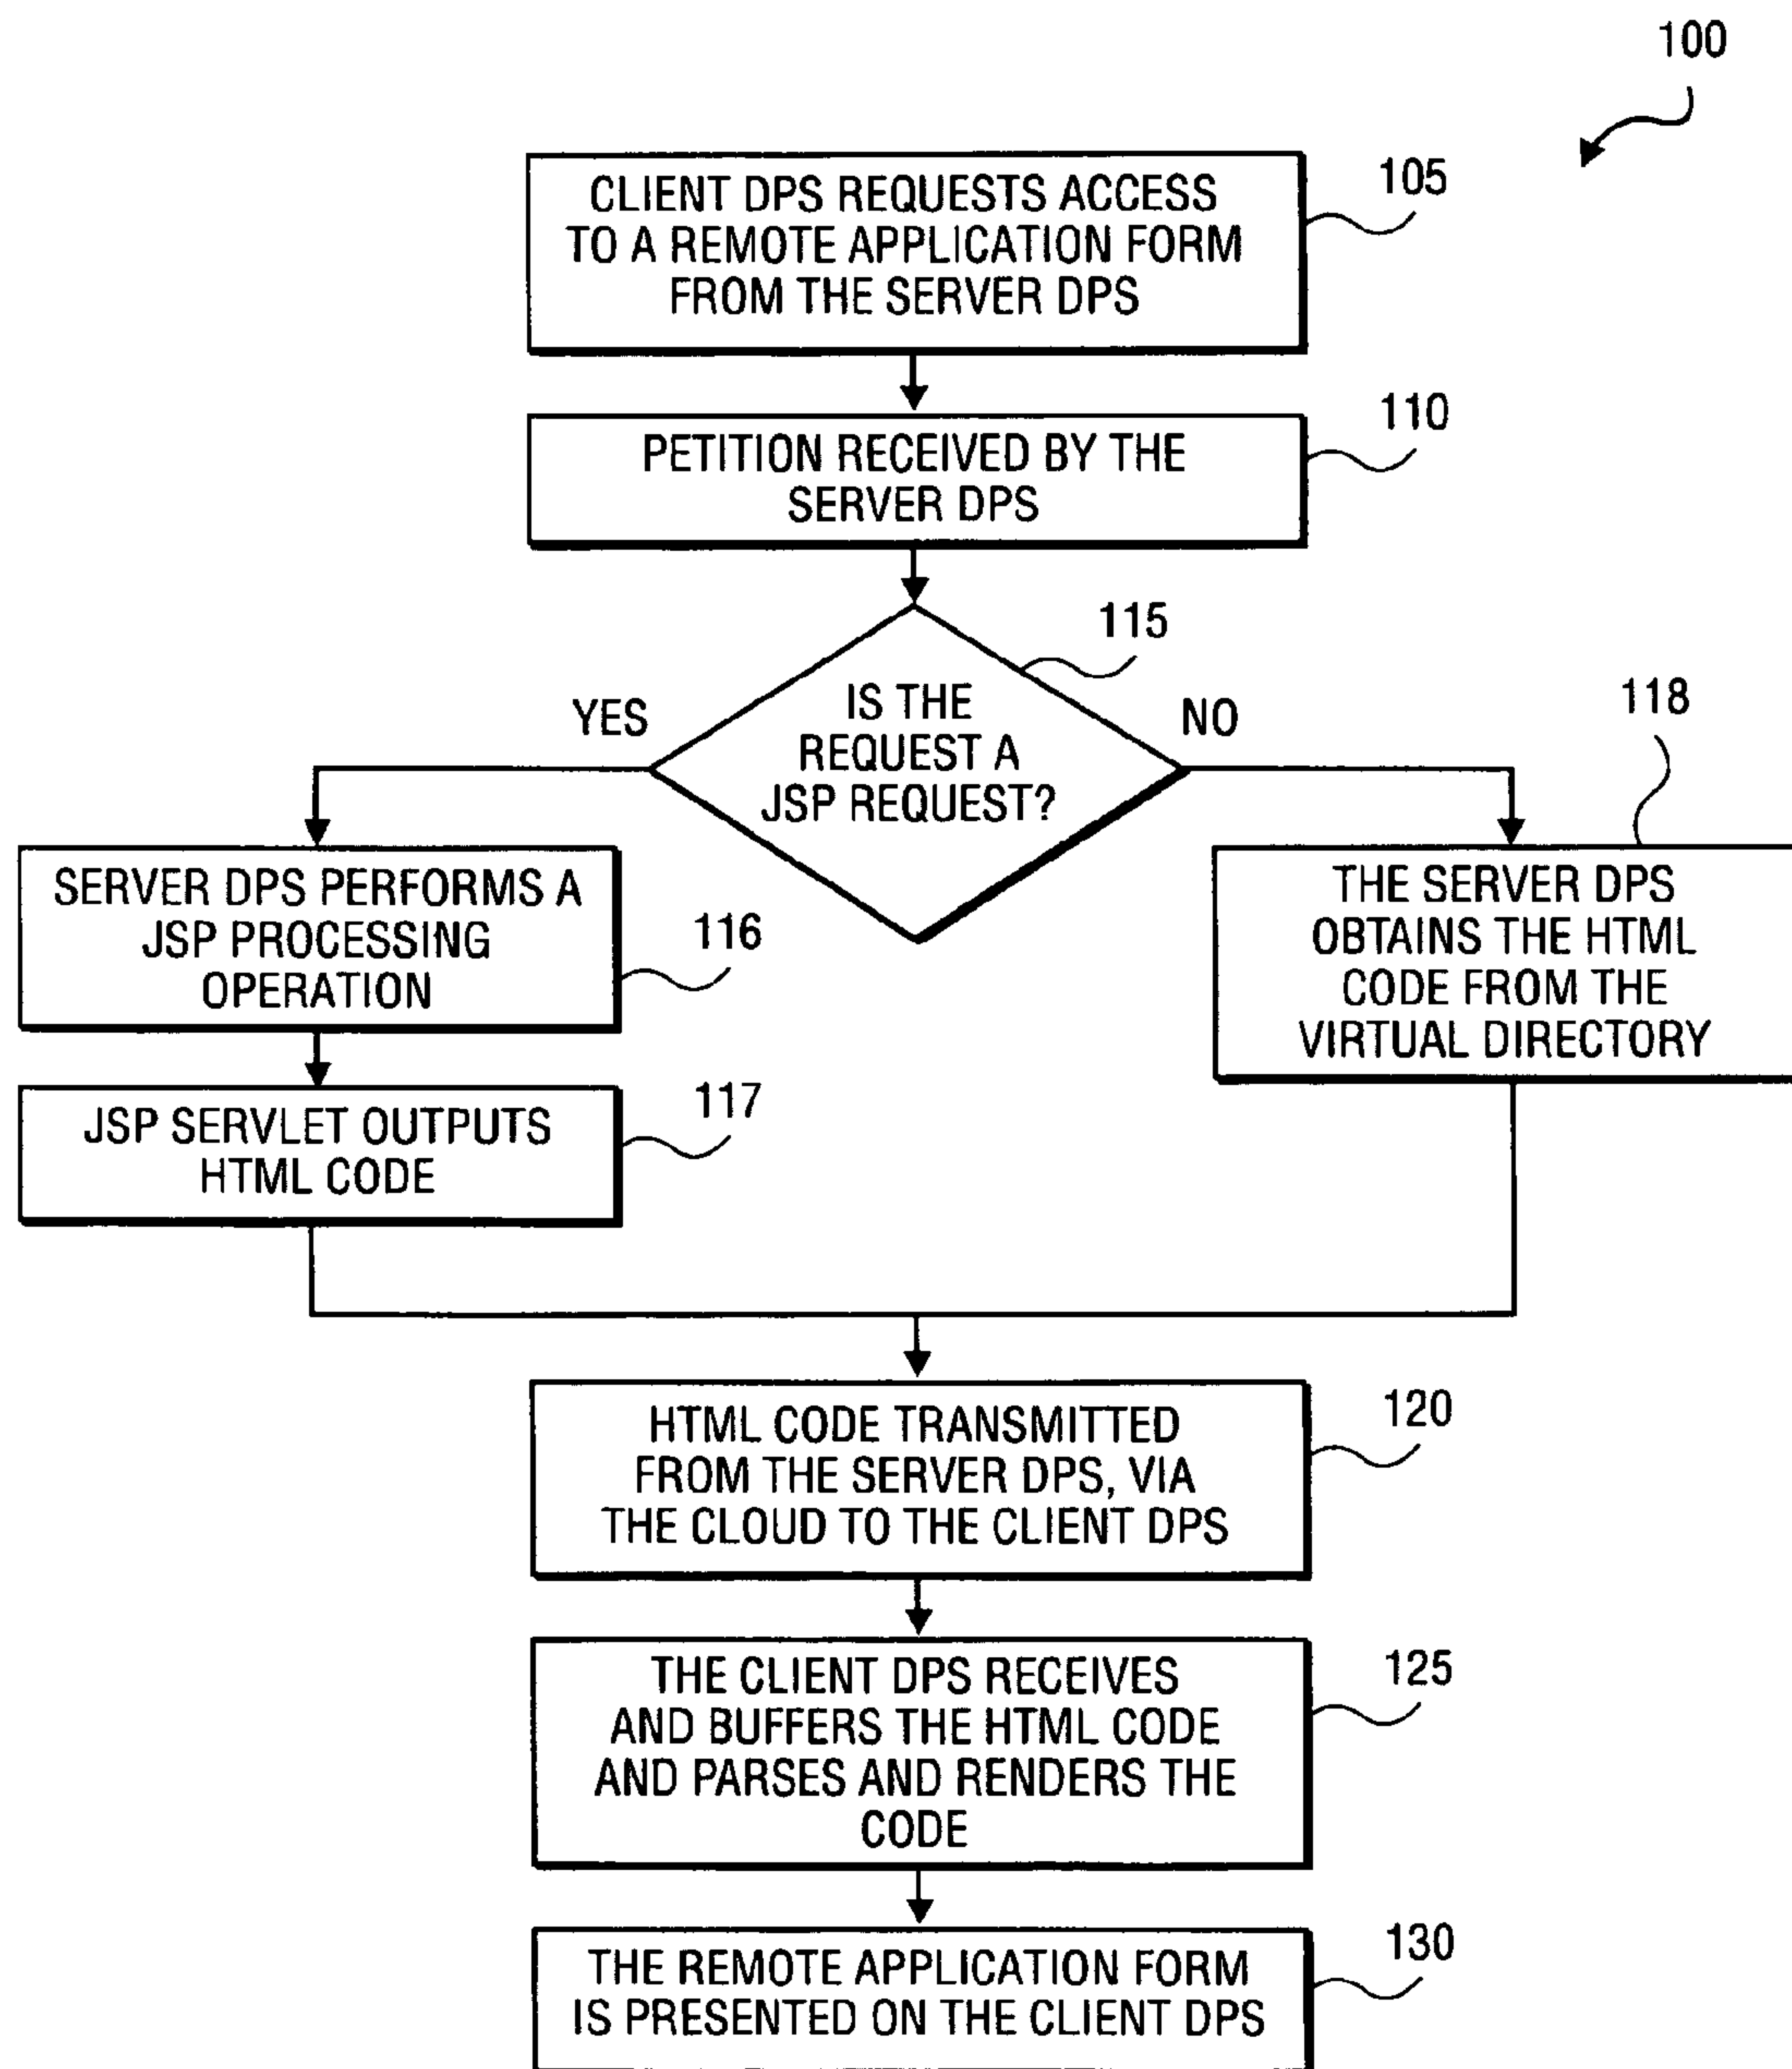 100
CLIENT DPS REQUESTS ACCESS
TO A REMOTE APPLICATION FORM
FROM THE SERVER DPS
105
PETITION RECEIVED BY THE
SERVER DPS
110
115
IS THE
REQUEST A
JSP REQUEST?
YES
NO
SERVER DPS PERFORMS A
JSP PROCESSING
OPERATION
116
118
THE SERVER DPS
OBTAINS THE HTML
CODE FROM THE
VIRTUAL DIRECTORY
JSP SERVLET OUTPUTS
HTML CODE
117
HTML CODE TRANSMITTED
FROM THE SERVER DPS, VIA
THE CLOUD TO THE CLIENT DPS
120
THE CLIENT DPS RECEIVES
AND BUFFERS THE HTML CODE
AND PARSES AND RENDERS THE
CODE
125
THE REMOTE APPLICATION FORM
IS PRESENTED ON THE CLIENT DPS
130